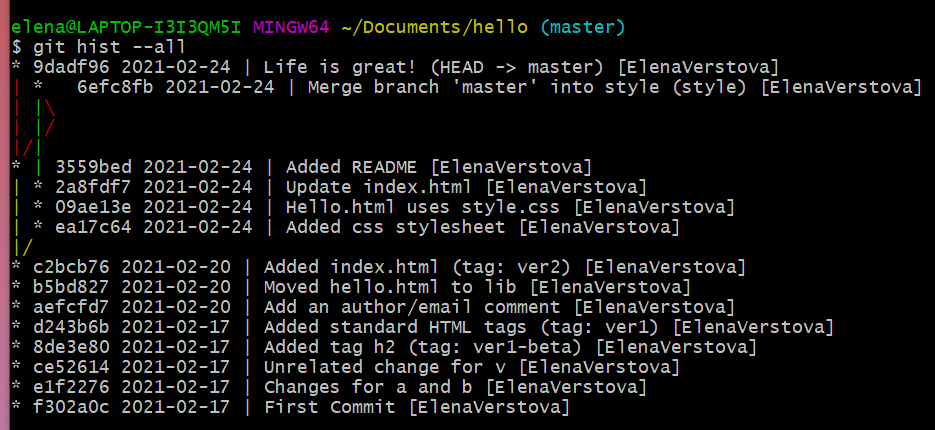 elena@LAPTOP-I3I3QM5I MINGW64 ~/Documents/hello (master)
$ git hist --all
* 9dadf96 2021-02-24 | Life is great! (HEAD -> master) [ElenaVerstova]
| *   6efc8fb 2021-02-24 | Merge branch 'master' into style (style) [ElenaVerstova]
| |\
| |/
|/|
* | 3559bed 2021-02-24 | Added README [ElenaVerstova]
| * 2a8fdf7 2021-02-24 | Update index.html [ElenaVerstova]
| * 09ae13e 2021-02-24 | Hello.html uses style.css [ElenaVerstova]
| * ea17c64 2021-02-24 | Added css stylesheet [ElenaVerstova]
|/
* c2bcb76 2021-02-20 | Added index.html (tag: ver2) [ElenaVerstova]
* b5bd827 2021-02-20 | Moved hello.html to lib [ElenaVerstova]
* aefcfd7 2021-02-20 | Add an author/email comment [ElenaVerstova]
* d243b6b 2021-02-17 | Added standard HTML tags (tag: ver1) [ElenaVerstova]
* 8de3e80 2021-02-17 | Added tag h2 (tag: ver1-beta) [ElenaVerstova]
* ce52614 2021-02-17 | Unrelated change for v [ElenaVerstova]
* e1f2276 2021-02-17 | Changes for a and b [ElenaVerstova]
* f302a0c 2021-02-17 | First Commit [ElenaVerstova]